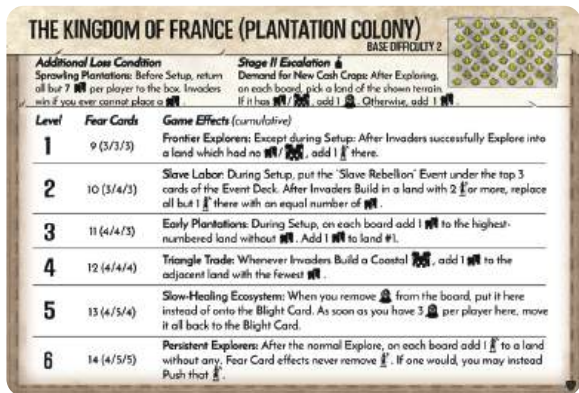 THE KINGDOM OF FRANCE (PLANTATION COLONY)
BASE DIFFICULTY 2
Additional Loss Condition
Sprawling Plantations: Before Setup, return
all but 7 per player to the box. Invaders
win if you ever cannot place a .
Stage II Escalation
Demand for New Cash Crops: After Exploring,
on each board, pick a land of the shown terrain.
If it has / , add 1 . Otherwise, add 1 .
Level Fear Cards Game Effects (cumulative)
1 9 (3/3/3) Frontier Explorers: Except during Setup: After Invaders successfully Explore into
a land which had no / , add 1 there.
2 10 (3/4/3) Slave Labor: During Setup, put the "Slave Rebellion" Event under the top 3
cards of the Event Deck. After Invaders Build in a land with 2 or more, replace
all but 1 there with an equal number of .
3 11 (4/4/3) Early Plantations: During Setup, on each board add 1 to the highest-
numbered land without . Add 1 to land #1.
4 12 (4/4/4) Triangle Trade: Whenever Invaders Build a Coastal , add 1 to the
adjacent land with the fewest .
5 13 (4/5/4) Slow-Healing Ecosystem: When you remove from the board, put it here
instead of onto the Blight Card. As soon as you have 3 per player here, move
it all back to the Blight Card.
6 14 (4/5/5) Persistent Explorers: After the normal Explore, on each board add 1 to a land
without any. Fear Card effects never remove . If one would, you may instead
Push that .